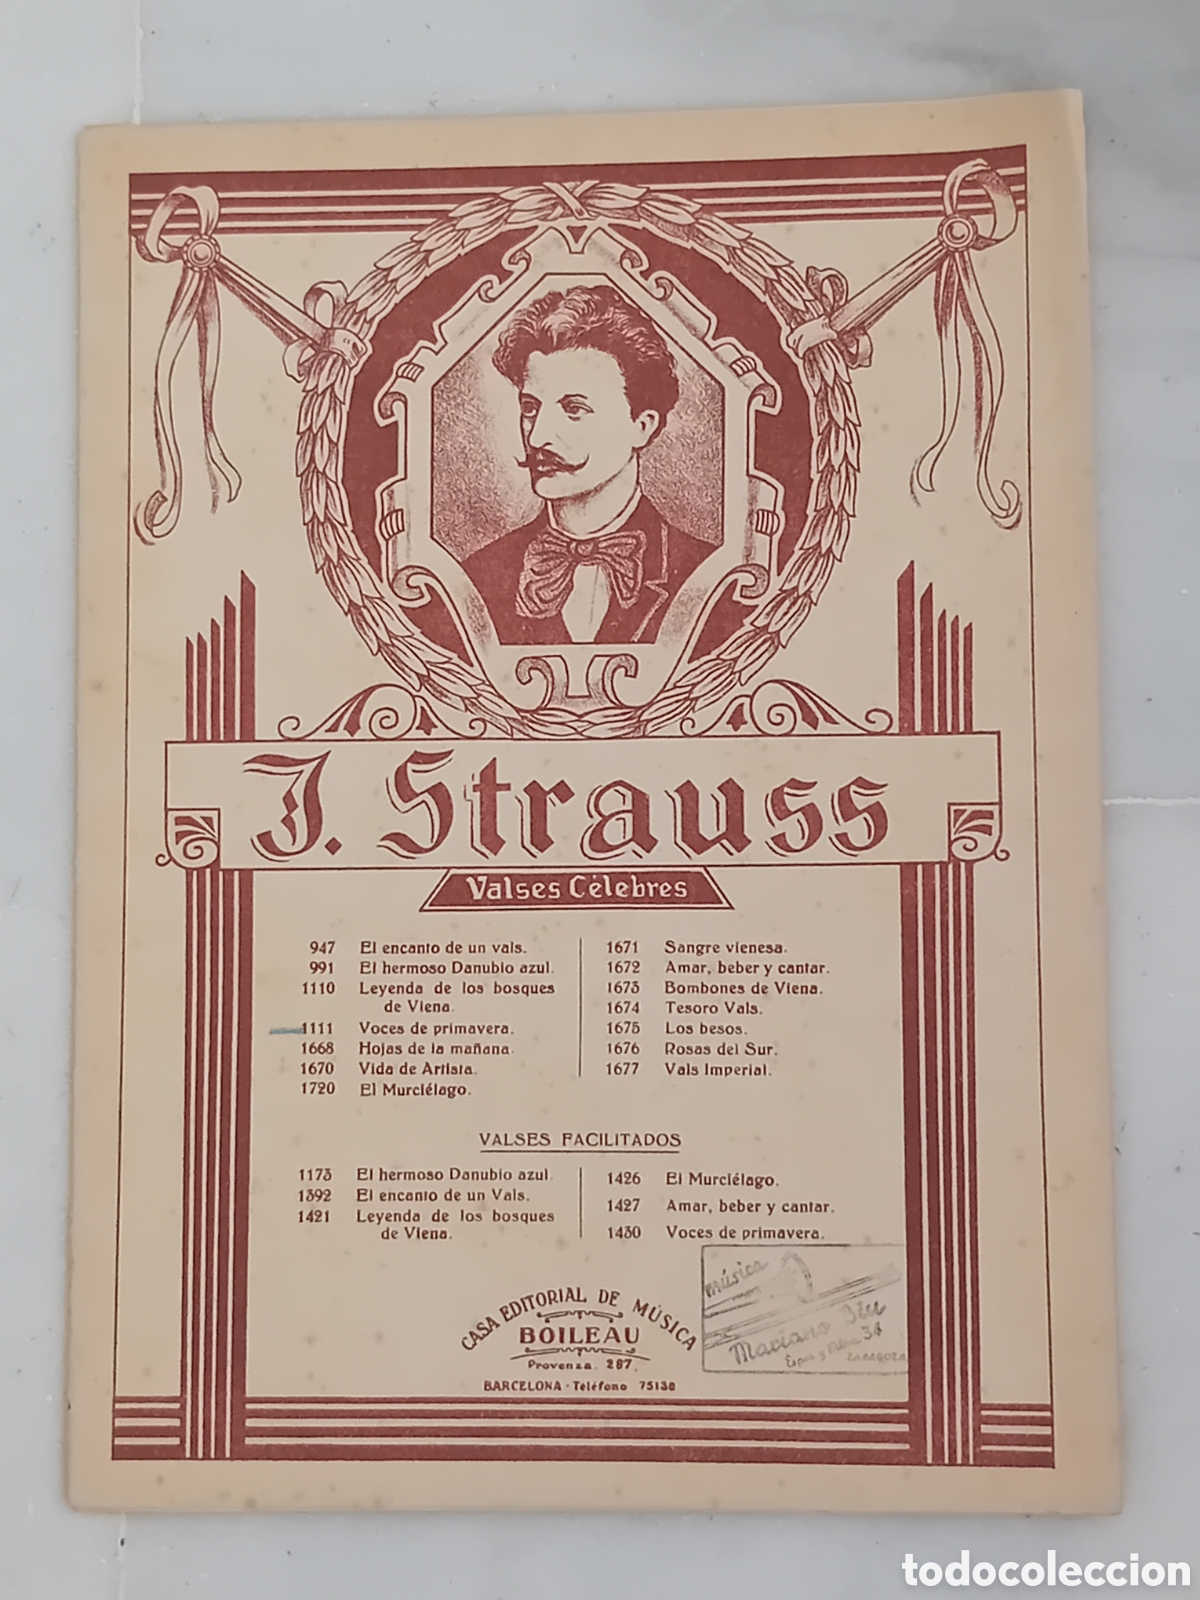 J. Strauss
Valses Célebres
947 El encanto de un vals.
991 El hermoso Danubio azul.
1110 Leyenda de los bosques
de Viena.
1111 Voces de primavera.
1668 Hojas de la mañana.
1670 Vida de Artista.
1720 El Murciélago.
1671 Sangre vienesa.
1672 Amar, beber y cantar.
1673 Bombones de Viena.
1674 Tesoro Vals.
1675 Los besos.
1676 Rosas del Sur.
1677 Vals Imperial.
VALSES FACILITADOS
1173 El hermoso Danubio azul.
1392 El encanto de un Vals.
1421 Leyenda de los bosques
de Viena.
1426 El Murciélago.
1427 Amar, beber y cantar.
1430 Voces de primavera.
CASA EDITORIAL DE MÚSICA
BOILEAU
Provenza, 287.
BARCELONA - Teléfono 75138
música
Mariano
ZARAGOZA
todocoleccion